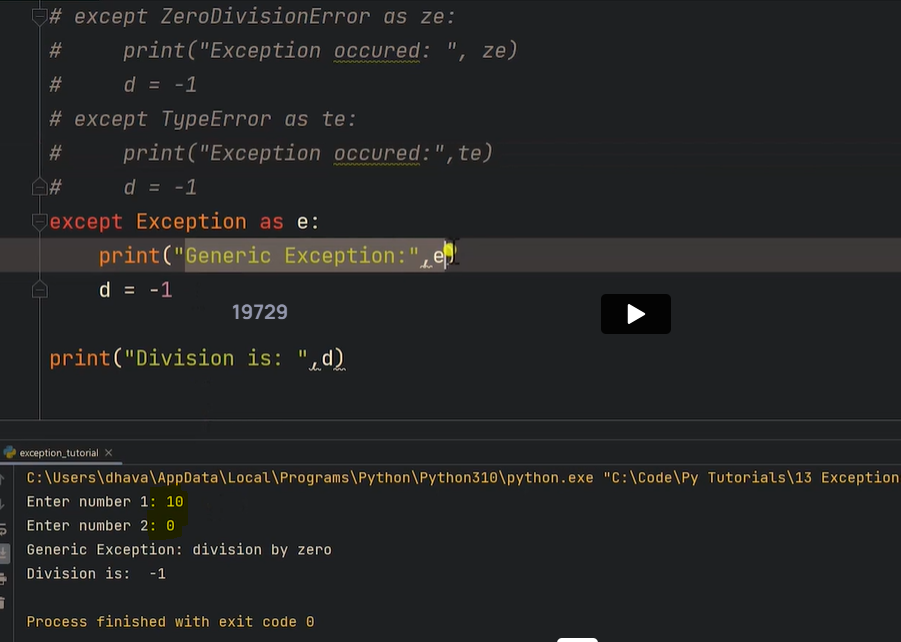 # except ZeroDivisionError as ze:
#     print("Exception occured: ", ze)
#     d = -1
# except TypeError as te:
#     print("Exception occured:",te)
#     d = -1
except Exception as e:
    print("Generic Exception:",e)
    d = -1
19729
print("Division is: ",d)
exception_tutorial
C:\Users\dhava\AppData\Local\Programs\Python\Python310\python.exe "C:\Code\Py Tutorials\13 Exception
Enter number 1: 10
Enter number 2: 0
Generic Exception: division by zero
Division is:  -1
Process finished with exit code 0